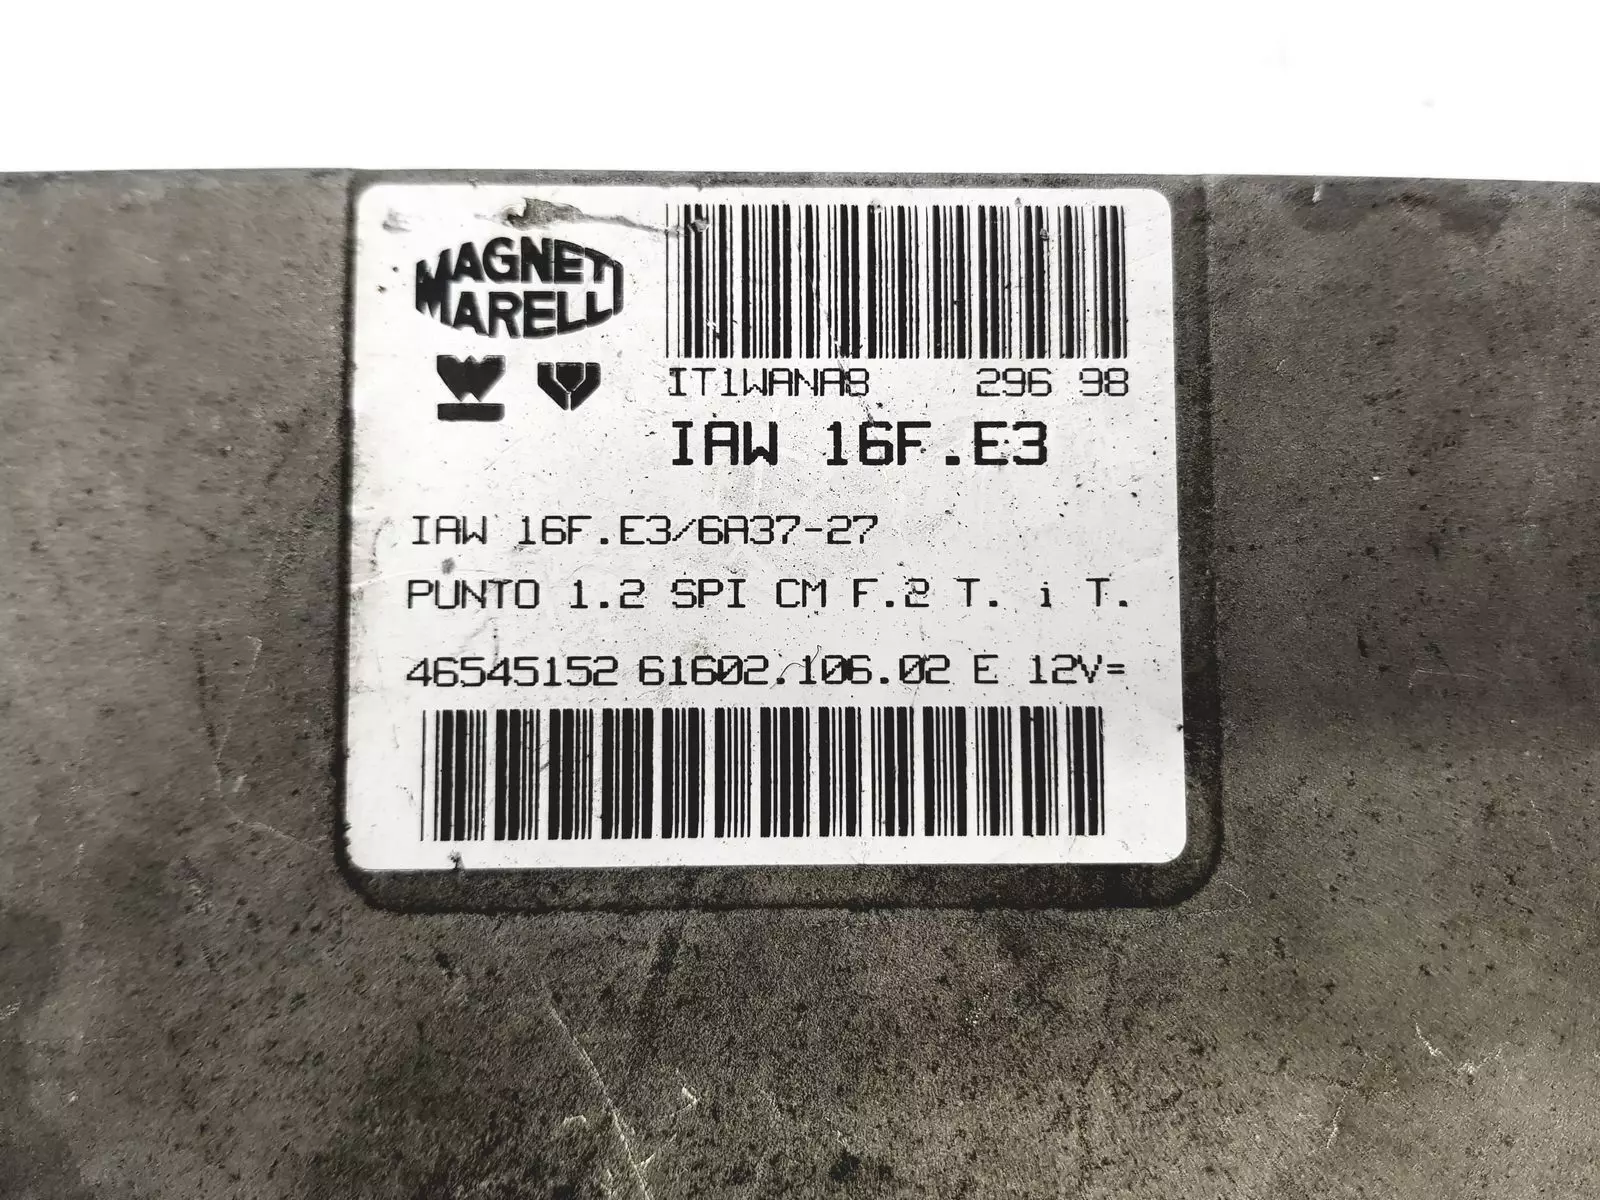 MAGNETI
MARELLI
IT1WANA8 296 98
IAW 16F.E3
IAW 16F.E3/6A37-27
PUNTO 1.2 SPI CM F.2 T. i T.
46545152 61602.106.02 E 12V=